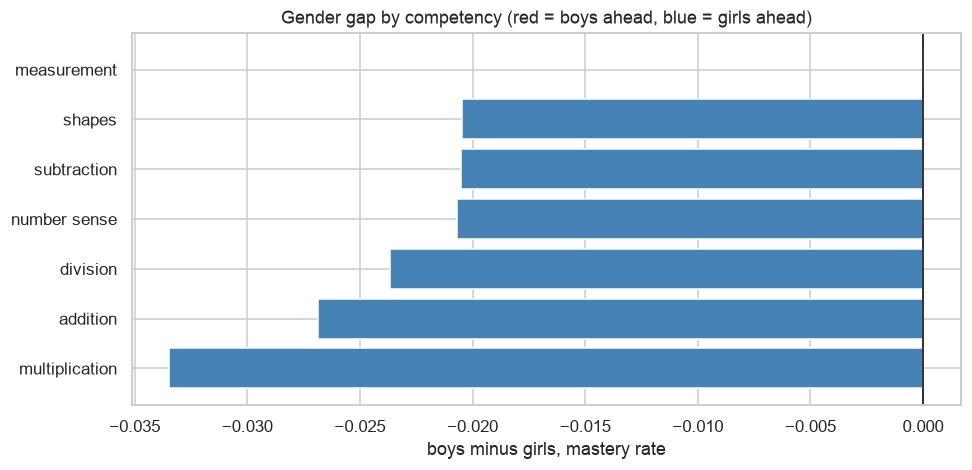 Gender gap by competency (red = boys ahead, blue = girls ahead)
measurement
shapes
subtraction
number sense
division
addition
multiplication
−0.035 −0.030 −0.025 −0.020 −0.015 −0.010 −0.005 0.000
boys minus girls, mastery rate